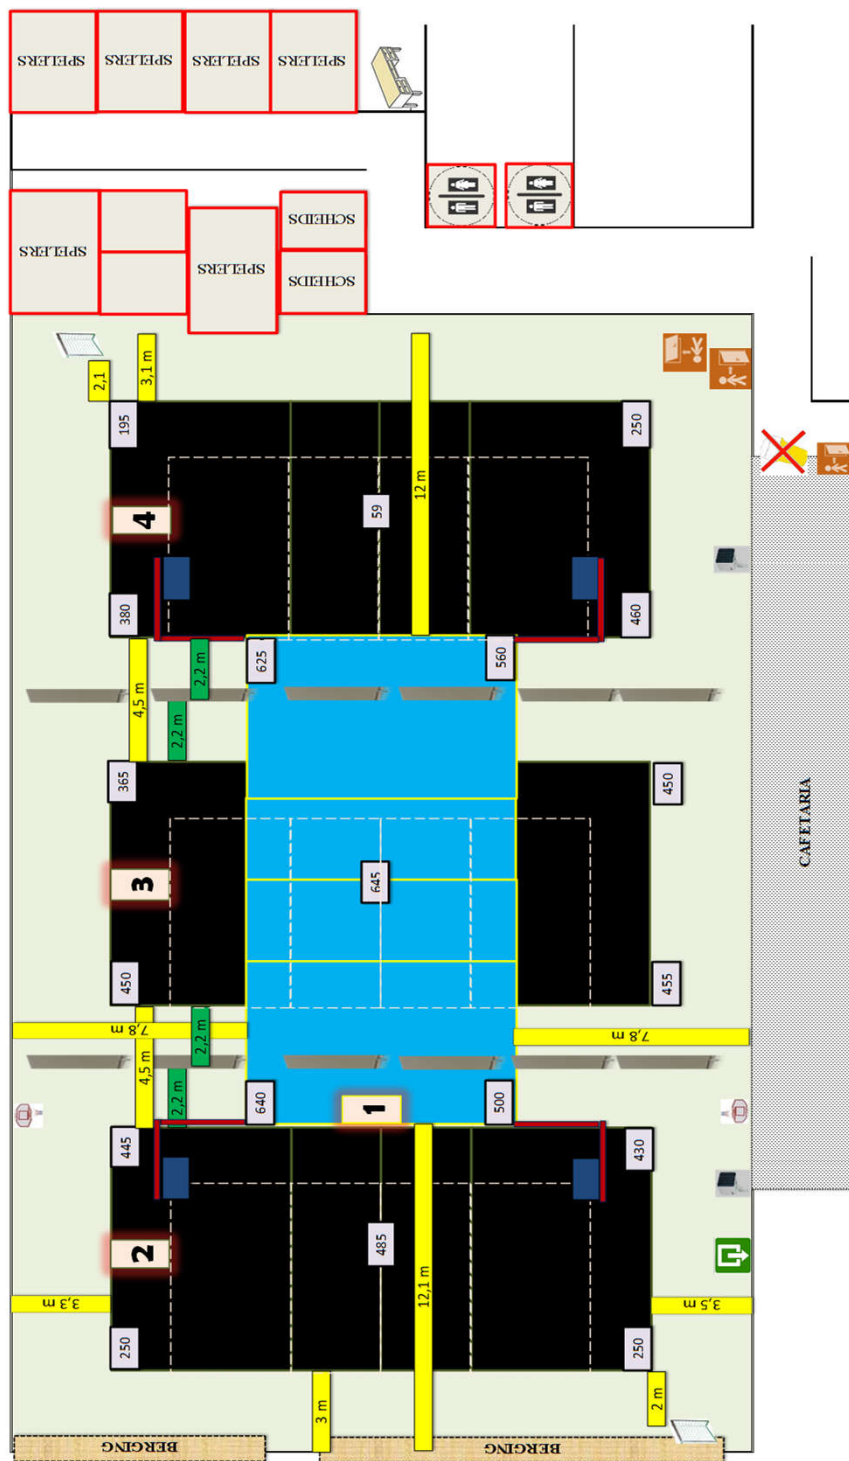 SPELERS
SPELERS
SPELERS
SPELERS
SPELERS
SPELERS
SCHEIDS
SCHEIDS
2,1
3,1 m
195
250
12 m
4
59
380
460
625
560
4,5 m
2,2 m
2,2 m
365
450
3
645
CAFETARIA
450
455
7,8 m
7,8 m
4,5 m
2,2 m
2,2 m
640
500
1
445
430
2
485
12,1 m
3,3 m
3,5 m
250
250
3 m
2 m
BERGING
BERGING